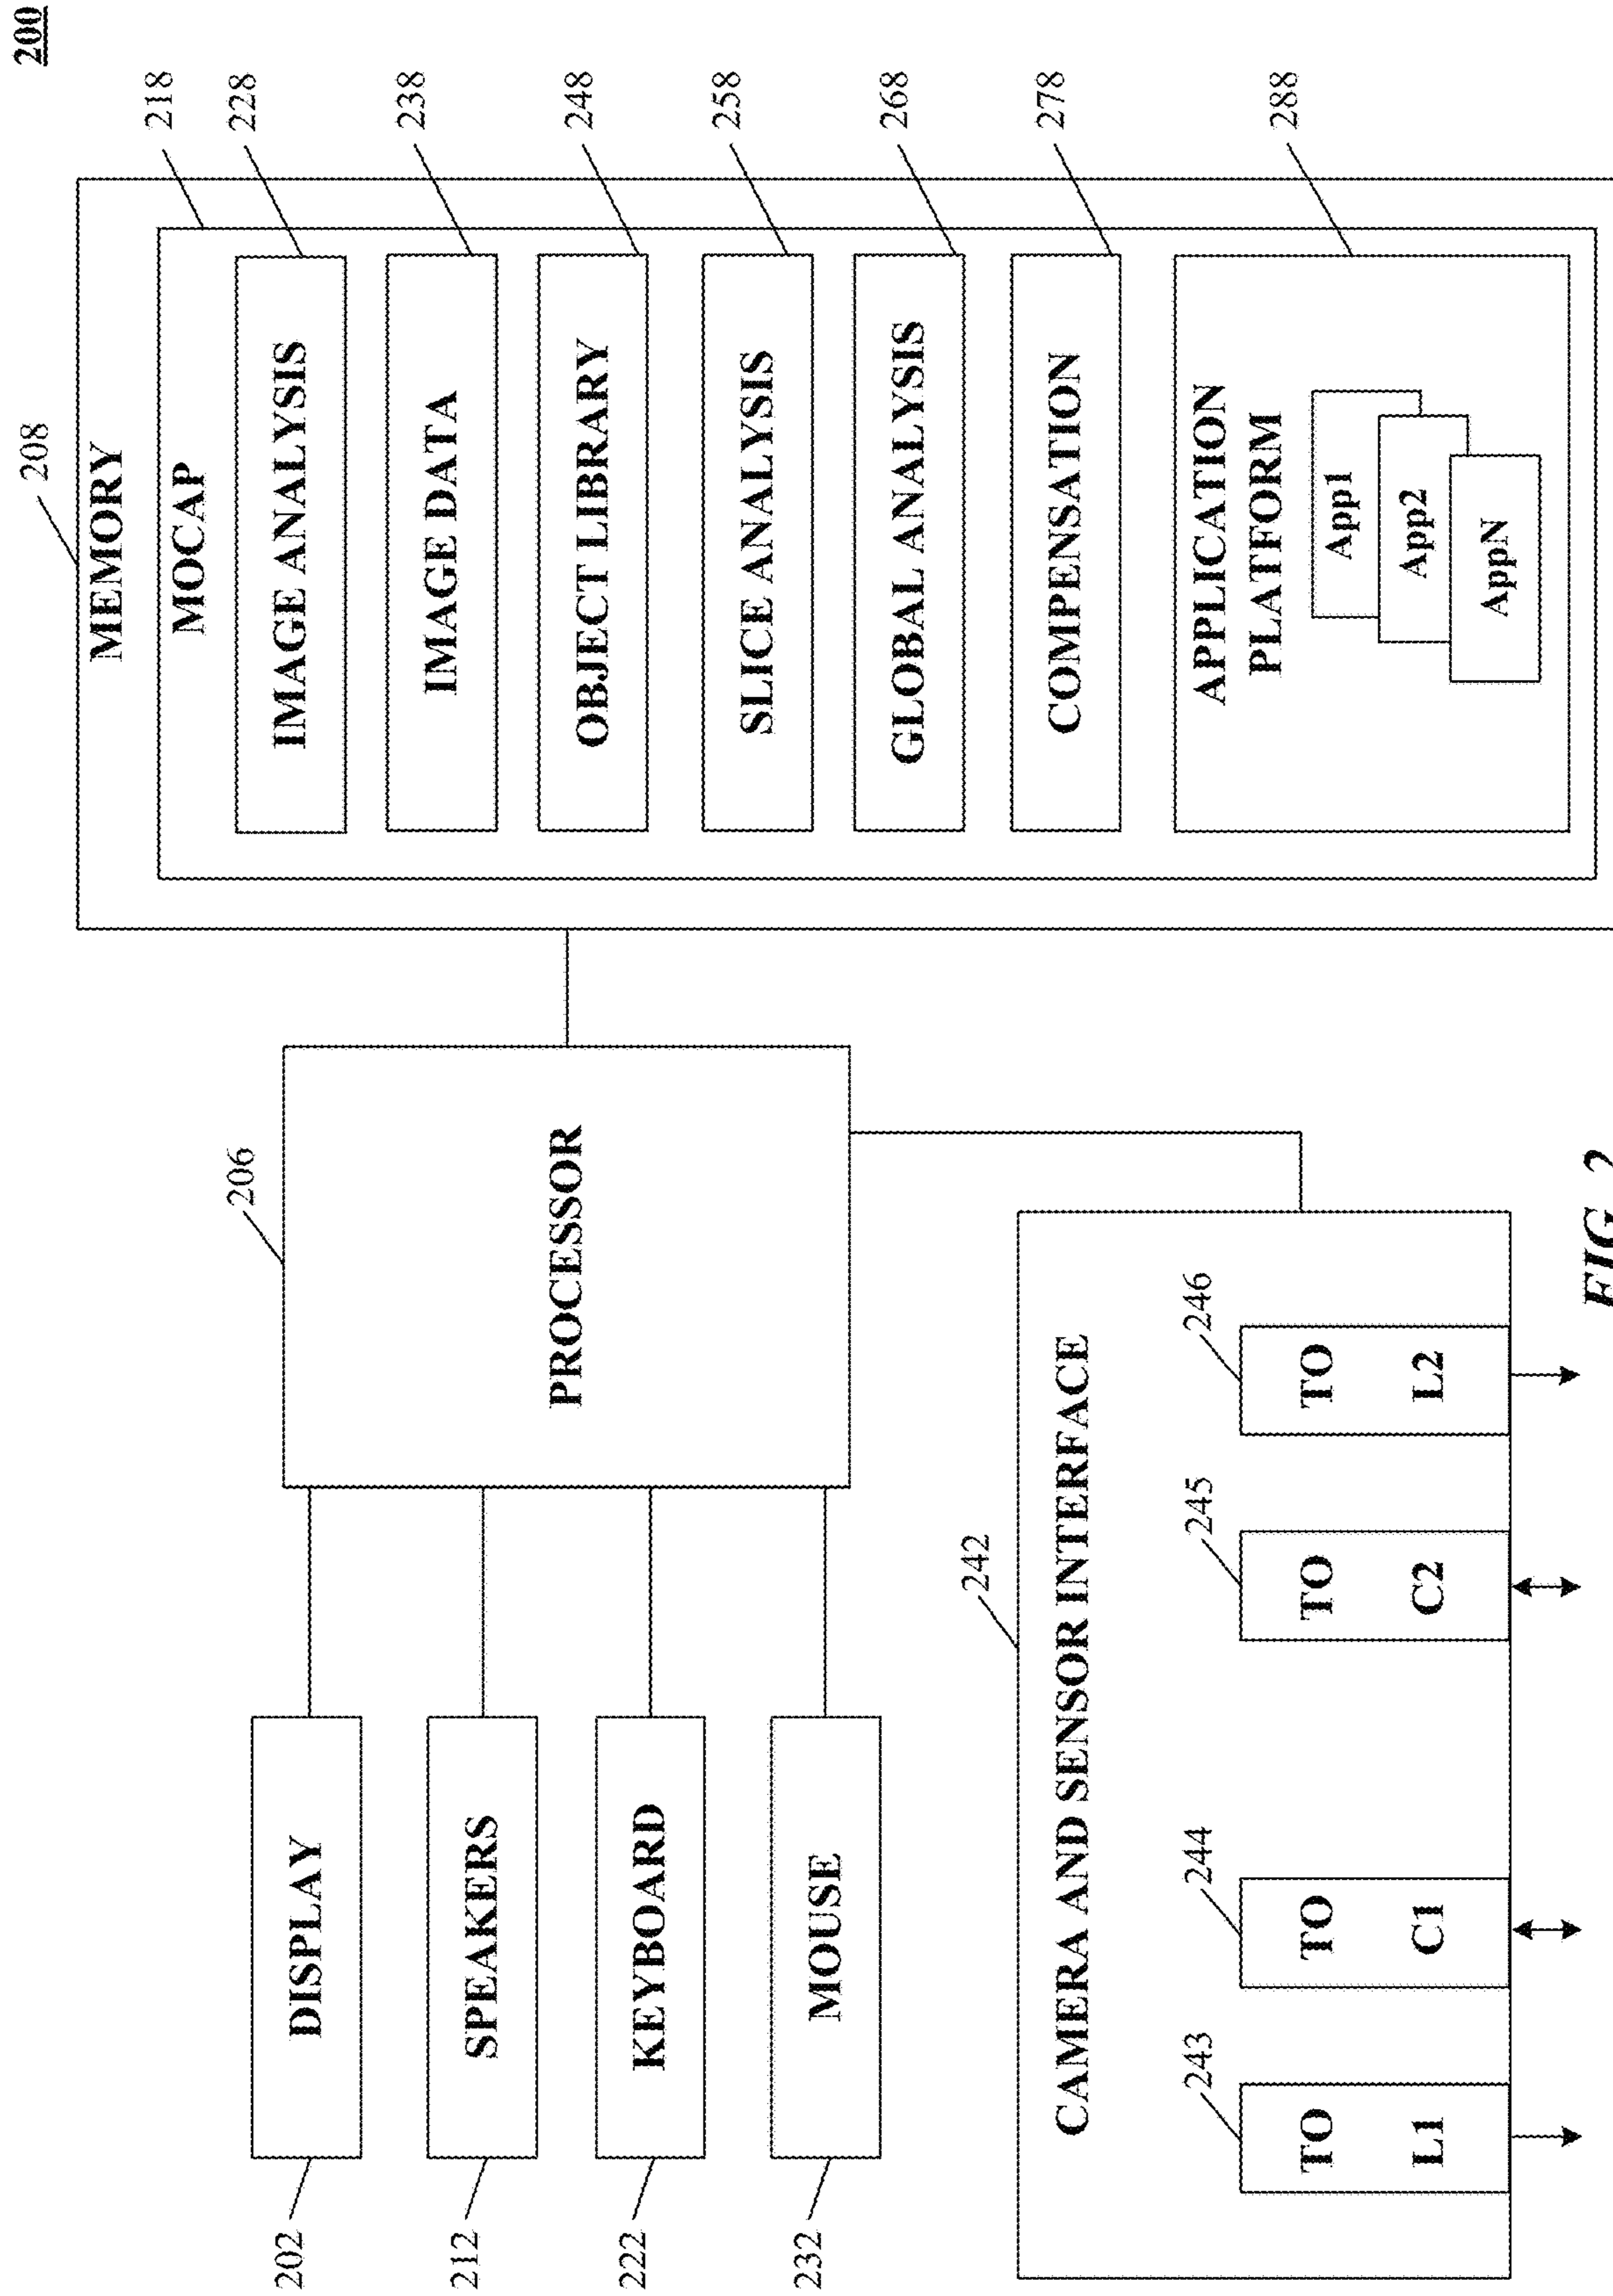 200
208
MEMORY
218
MOCAP
228
IMAGE ANALYSIS
238
IMAGE DATA
248
OBJECT LIBRARY
258
SLICE ANALYSIS
268
GLOBAL ANALYSIS
278
COMPENSATION
288
APPLICATION
PLATFORM
App1
App2
AppN
206
PROCESSOR
202
DISPLAY
212
SPEAKERS
222
KEYBOARD
232
MOUSE
242
CAMERA AND SENSOR INTERFACE
243
TO
L1
244
TO
C1
245
TO
C2
246
TO
L2
FIG. 2